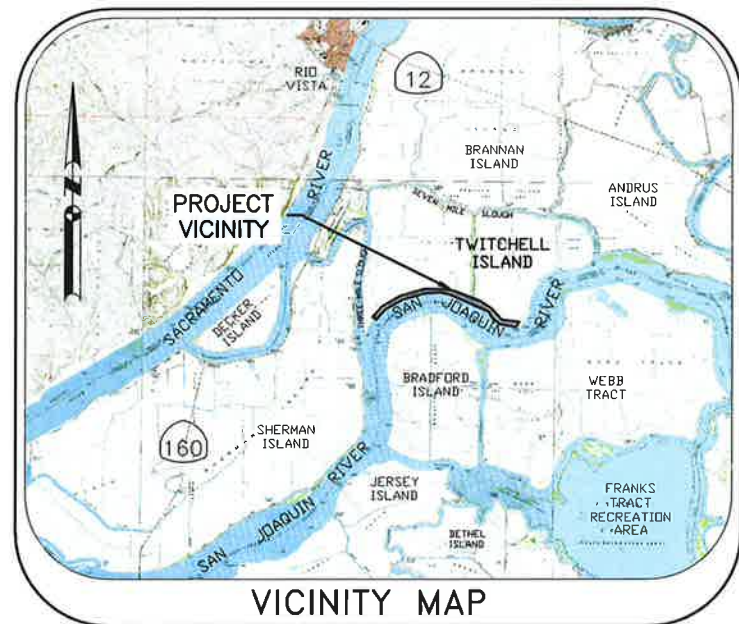 RIO
VISTA
12
BRANNAN
ISLAND
ANDRUS
ISLAND
N
PROJECT
VICINITY
SACRAMENTO RIVER
SEVEN MILE SLOUGH
TWITCHELL
ISLAND
THREE MILE SLOUGH
DECKER
ISLAND
SAN JOAQUIN RIVER
BRADFORD
ISLAND
WEBB
TRACT
160
SHERMAN
ISLAND
SAN JOAQUIN RIVER
JERSEY
ISLAND
BETHEL
ISLAND
FRANKS
TRACT
RECREATION
AREA
VICINITY MAP